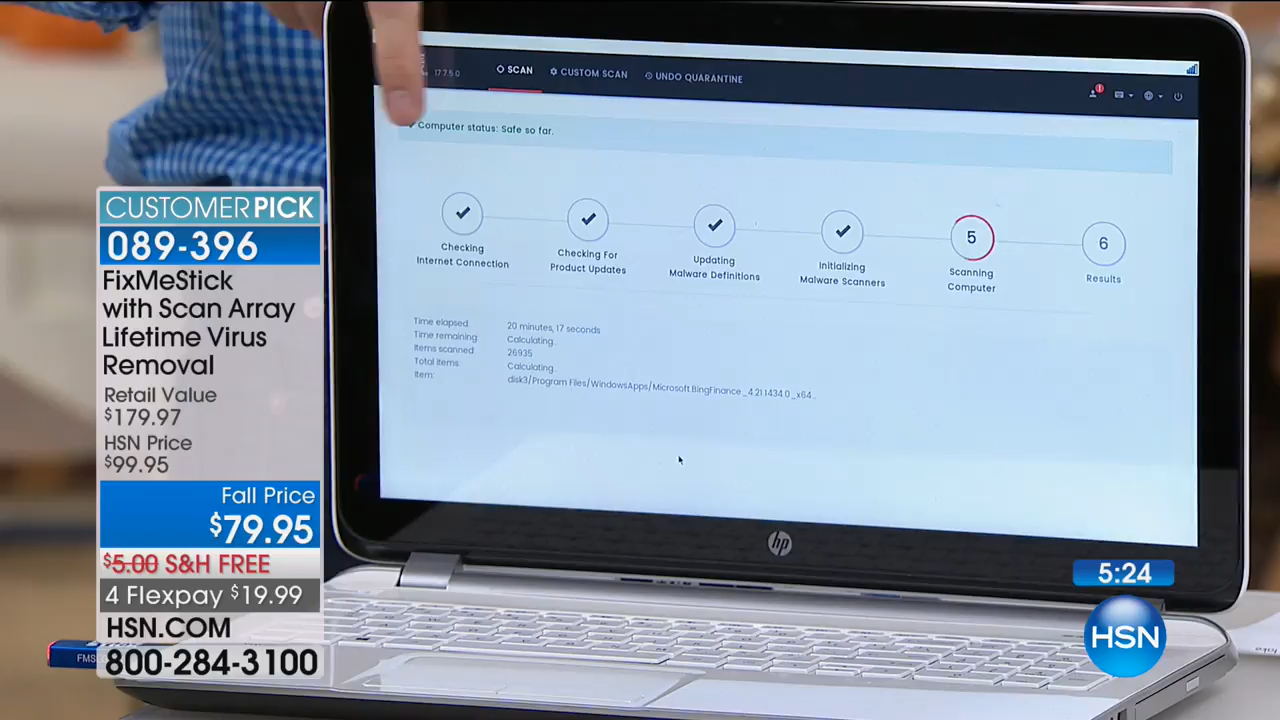 17.7.5.0
SCAN
CUSTOM SCAN
UNDO QUARANTINE
1
Computer status: Safe so far.
5
6
Checking
Internet Connection
Checking For
Product Updates
Updating
Malware Definitions
Initializing
Malware Scanners
Scanning
Computer
Results
Time elapsed: 20 minutes, 17 seconds
Time remaining: Calculating..
Items scanned: 26935
Total items: Calculating..
Item: disk3/Program Files/WindowsApps/Microsoft.BingFinance_4.21.1434.0_x64..
hp
CUSTOMER PICK
089-396
FixMeStick
with Scan Array
Lifetime Virus
Removal
Retail Value
$179.97
HSN Price
$99.95
Fall Price
$79.95
$5.00 S&H FREE
4 Flexpay $19.99
HSN.COM
800-284-3100
FMS
5:24
HSN